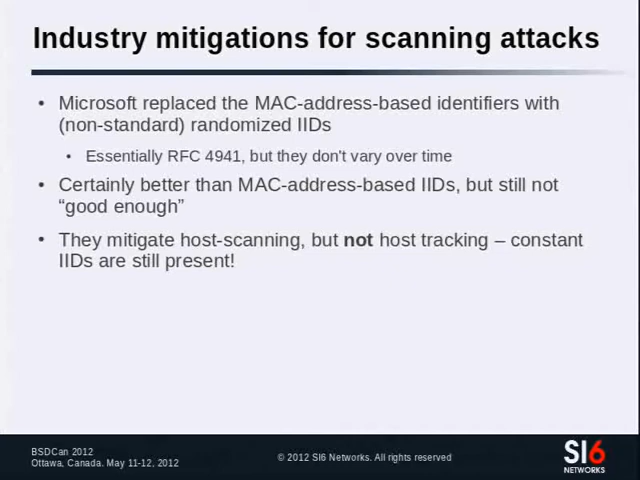 Industry mitigations for scanning attacks
• Microsoft replaced the MAC-address-based identifiers with
(non-standard) randomized IIDs
• Essentially RFC 4941, but they don't vary over time
• Certainly better than MAC-address-based IIDs, but still not
“good enough”
• They mitigate host-scanning, but not host tracking – constant
IIDs are still present!
BSDCan 2012
Ottawa, Canada. May 11-12, 2012
© 2012 SI6 Networks. All rights reserved
SI6
NETWORKS